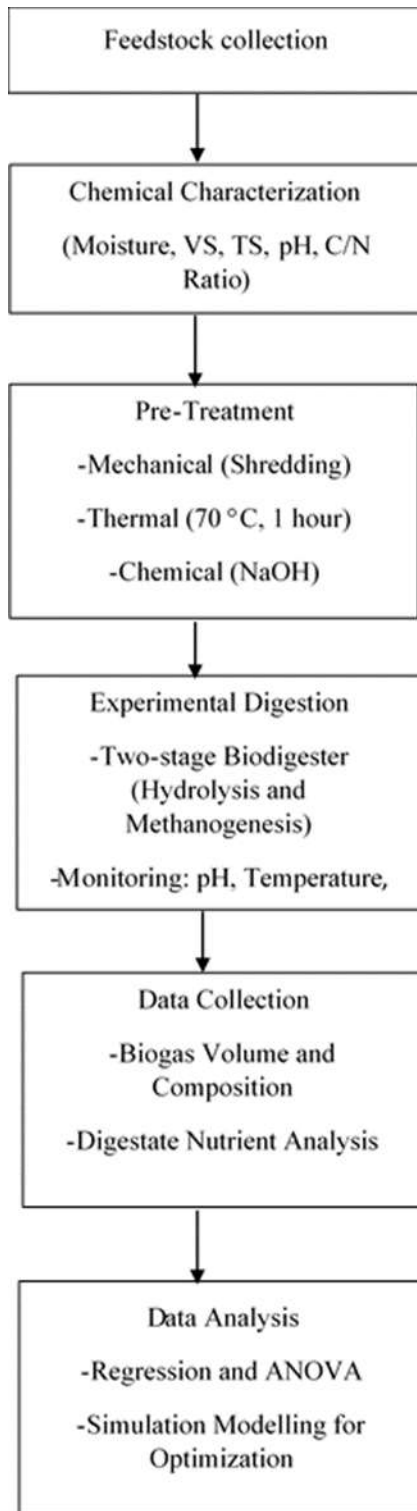 Feedstock collection
Chemical Characterization
(Moisture, VS, TS, pH, C/N
Ratio)
Pre-Treatment
-Mechanical (Shredding)
-Thermal (70 °C, 1 hour)
-Chemical (NaOH)
Experimental Digestion
-Two-stage Biodigester
(Hydrolysis and
Methanogenesis)
-Monitoring: pH, Temperature,
Data Collection
-Biogas Volume and
Composition
-Digestate Nutrient Analysis
Data Analysis
-Regression and ANOVA
-Simulation Modelling for
Optimization